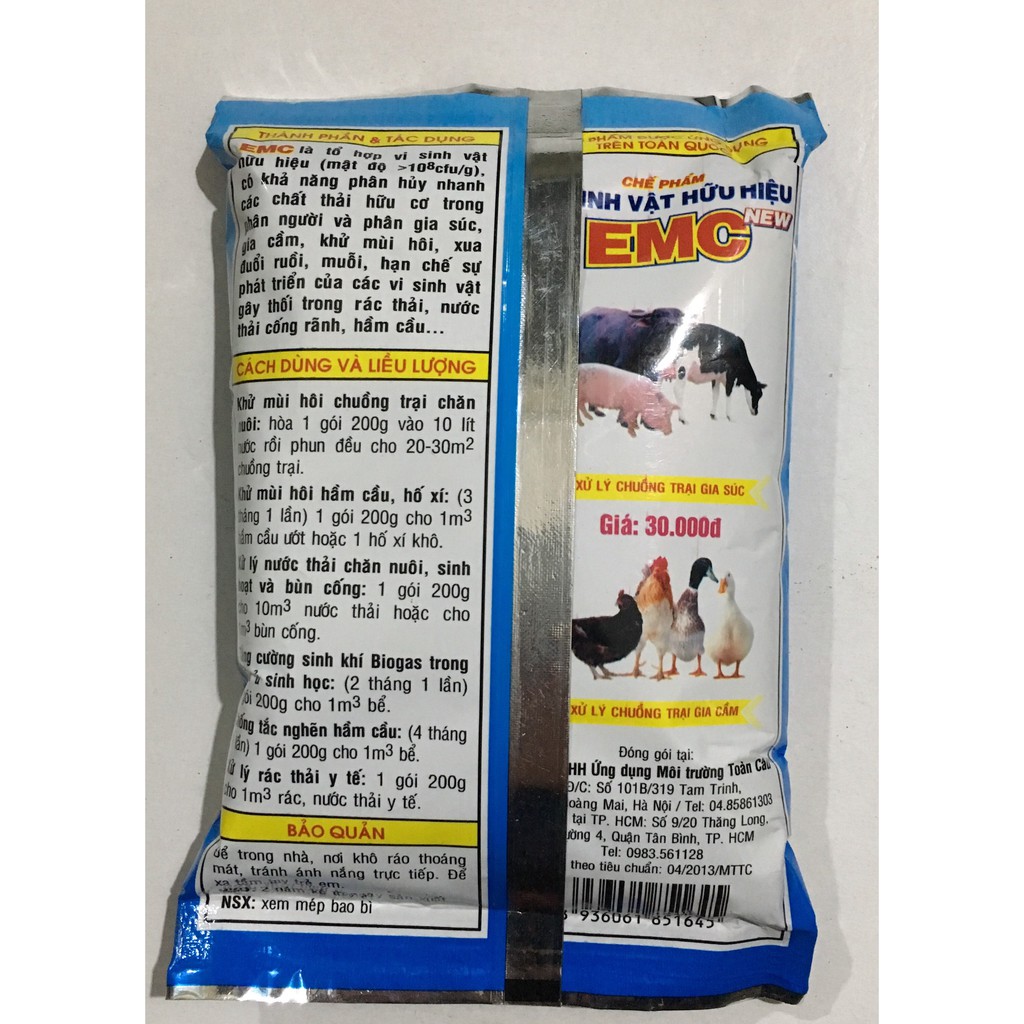 THÀNH PHẦN & TÁC DỤNG
EMC là tổ hợp vi sinh vật
hữu hiệu (mật độ >10⁸cfu/g),
có khả năng phân hủy nhanh
các chất thải hữu cơ trong
phân người và phân gia súc,
gia cầm, khử mùi hôi, xua
đuổi ruồi, muỗi, hạn chế sự
phát triển của các vi sinh vật
gây thối trong rác thải, nước
thải cống rãnh, hầm cầu...
CÁCH DÙNG VÀ LIỀU LƯỢNG
Khử mùi hôi chuồng trại chăn
nuôi: hòa 1 gói 200g vào 10 lít
nước rồi phun đều cho 20-30m2
chuồng trại.
Khử mùi hôi hầm cầu, hố xí: (3
tháng 1 lần) 1 gói 200g cho 1m3
hầm cầu ướt hoặc 1 hố xí khô.
Xử lý nước thải chăn nuôi, sinh
hoạt và bùn cống: 1 gói 200g
cho 10m3 nước thải hoặc cho
1m3 bùn cống.
cường sinh khí Biogas trong
sinh học: (2 tháng 1 lần)
gói 200g cho 1m3 bể.
tắc nghẽn hầm cầu: (4 tháng
lần) 1 gói 200g cho 1m3 bể.
Xử lý rác thải y tế: 1 gói 200g
cho 1m3 rác, nước thải y tế.
BẢO QUẢN
Để trong nhà, nơi khô ráo thoáng
mát, tránh ánh nắng trực tiếp. Để
xa tầm tay trẻ em.
NSX: xem mép bao bì
TRÊN TOÀN QUỐC
CHẾ PHẨM
SINH VẬT HỮU HIỆU
EMC NEW
XỬ LÝ CHUỒNG TRẠI GIA SÚC
Giá: 30.000đ
XỬ LÝ CHUỒNG TRẠI GIA CẦM
Đóng gói tại:
HH Ứng dụng Môi trường Toàn Cầu
Đ/C: Số 101B/319 Tam Trinh,
Hoàng Mai, Hà Nội / Tel: 04.85861303
tại TP. HCM: Số 9/20 Thăng Long,
Phường 4, Quận Tân Bình, TP. HCM
Tel: 0983.561128
theo tiêu chuẩn: 04/2013/MTTC
936061 851645